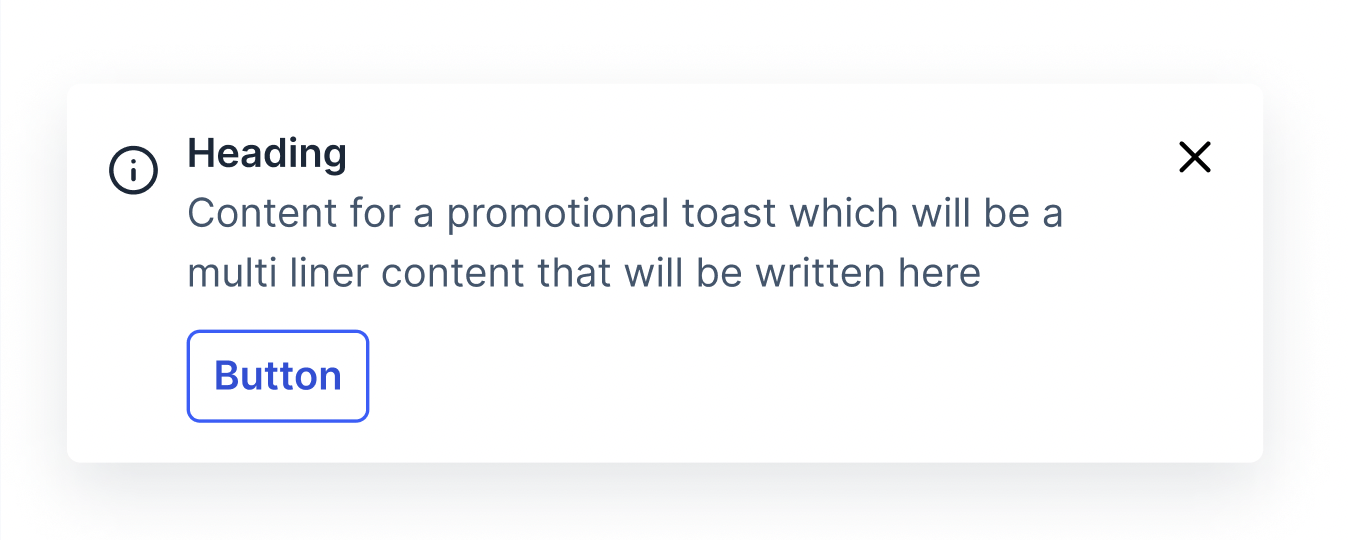 Heading
Content for a promotional toast which will be a
multi liner content that will be written here
Button